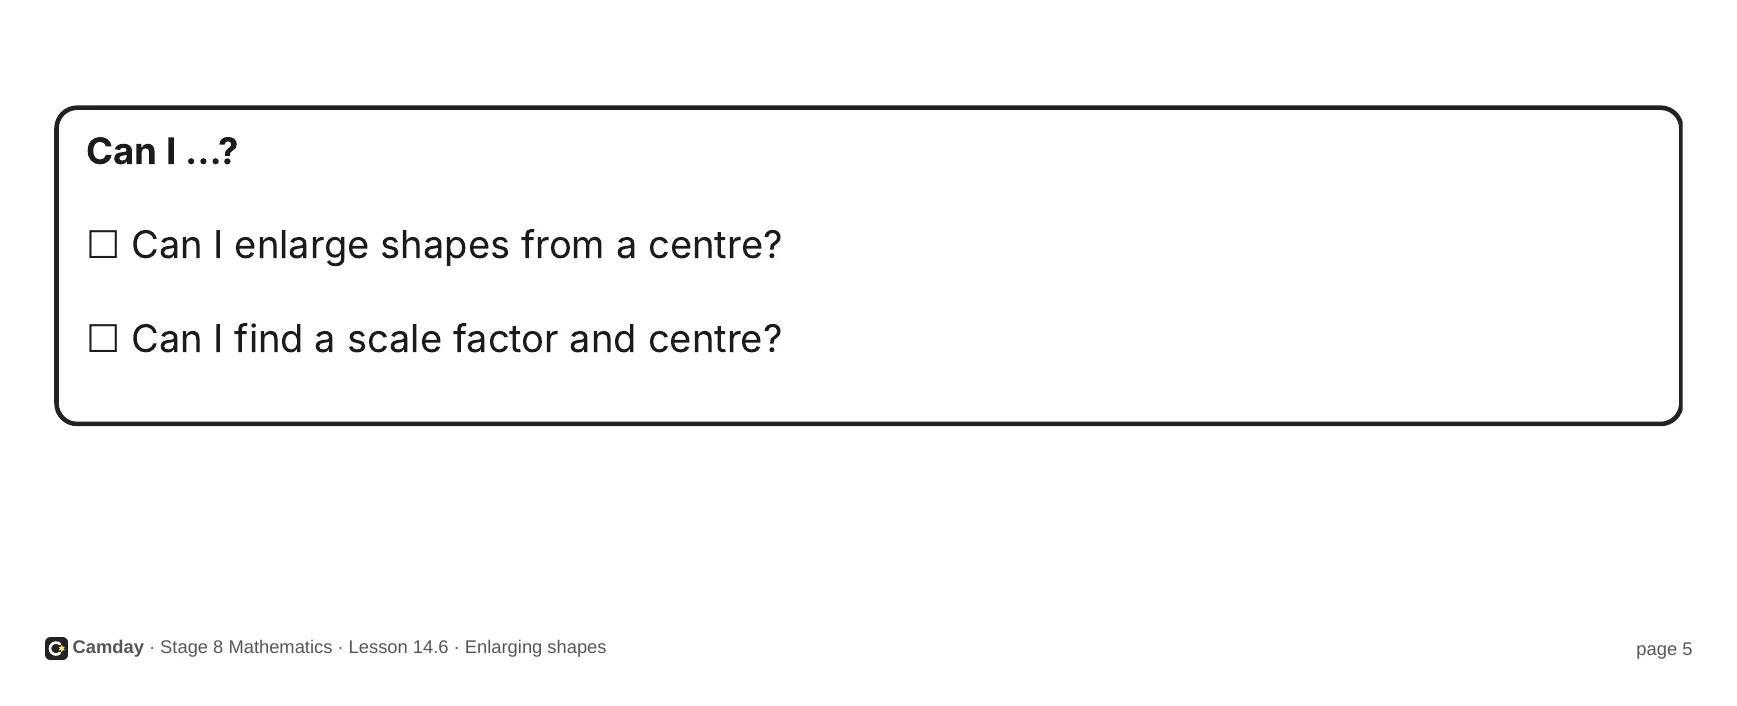 Can I …?
☐ Can I enlarge shapes from a centre?
☐ Can I find a scale factor and centre?
Camday · Stage 8 Mathematics · Lesson 14.6 · Enlarging shapes
page 5